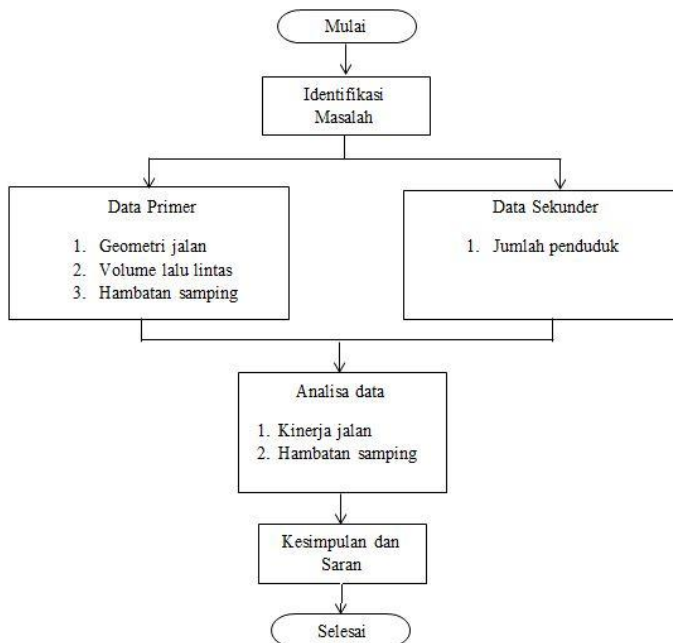 Mulai
Identifikasi
Masalah
Data Primer
1. Geometri jalan
2. Volume lalu lintas
3. Hambatan samping
Data Sekunder
1. Jumlah penduduk
Analisa data
1. Kinerja jalan
2. Hambatan samping
Kesimpulan dan
Saran
Selesai